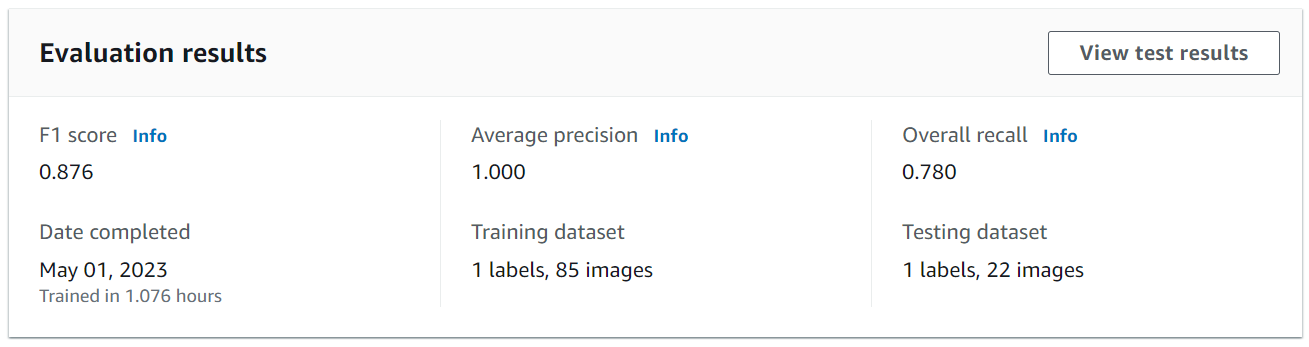 Evaluation results
View test results
F1 score Info
0.876
Average precision Info
1.000
Overall recall Info
0.780
Date completed
May 01, 2023
Trained in 1.076 hours
Training dataset
1 labels, 85 images
Testing dataset
1 labels, 22 images